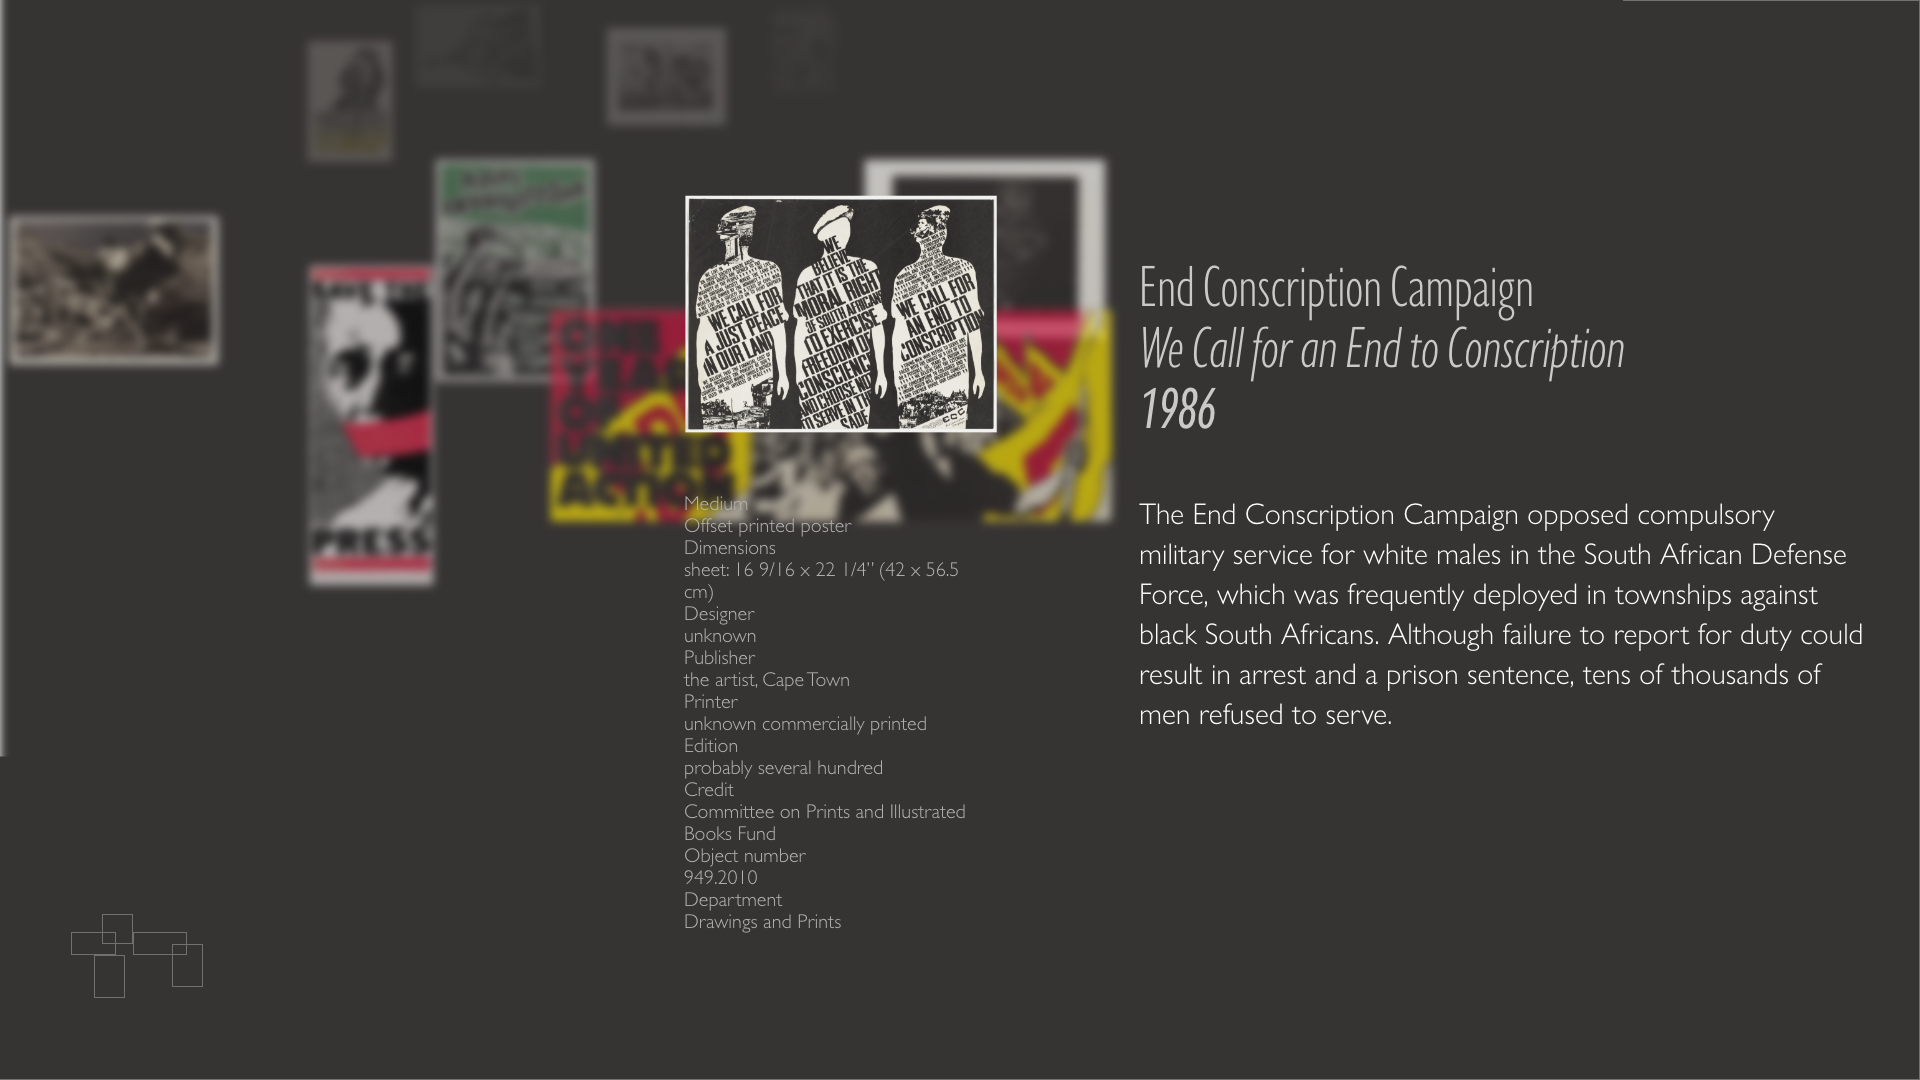 WE CALL FOR
A JUST PEACE
IN OUR LAND
WE
BELIEVE
THAT IT IS THE
MORAL RIGHT
OF SOUTH AFRICANS
TO EXERCISE
FREEDOM OF
CONSCIENCE
AND CHOOSE NOT
TO SERVE IN THE
SADF
WE CALL FOR
AN END TO
CONSCRIPTION
ONE
YEAR
OF
UNITED
ACTION
PRESS
End Conscription Campaign
We Call for an End to Conscription
1986
The End Conscription Campaign opposed compulsory
military service for white males in the South African Defense
Force, which was frequently deployed in townships against
black South Africans. Although failure to report for duty could
result in arrest and a prison sentence, tens of thousands of
men refused to serve.
Medium
Offset printed poster
Dimensions
sheet: 16 9/16 x 22 1/4" (42 x 56.5
cm)
Designer
unknown
Publisher
the artist, Cape Town
Printer
unknown commercially printed
Edition
probably several hundred
Credit
Committee on Prints and Illustrated
Books Fund
Object number
949.2010
Department
Drawings and Prints